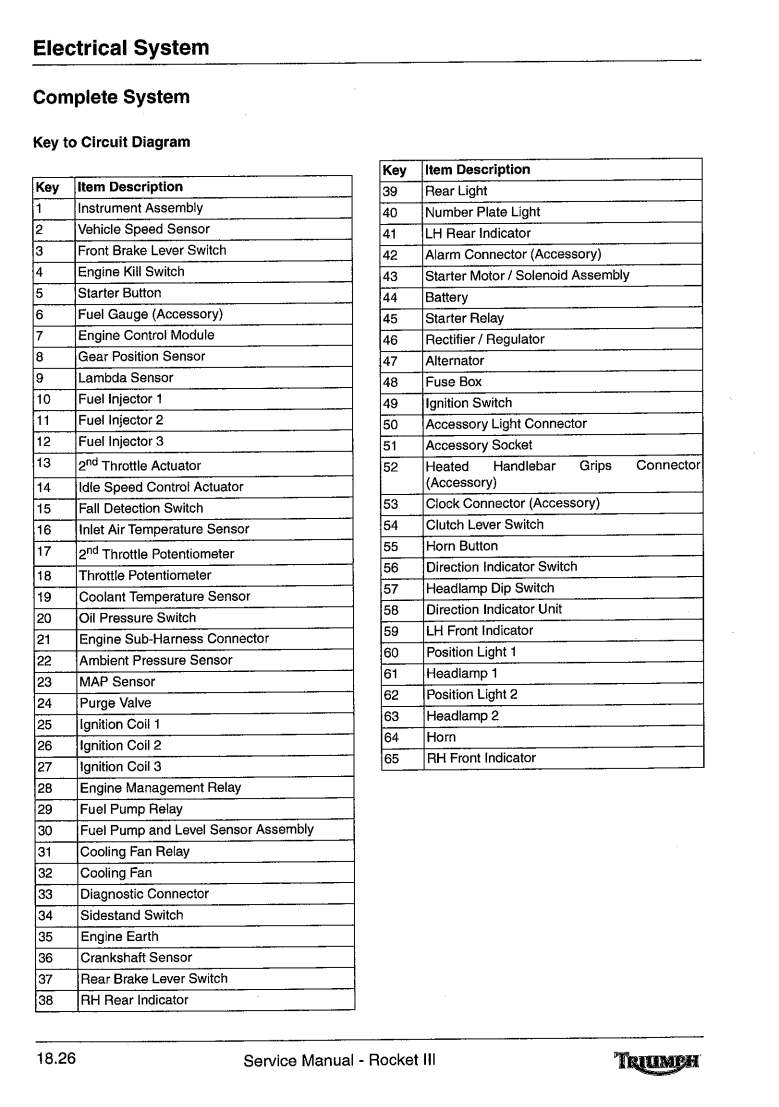 Electrical System
Complete System
Key to Circuit Diagram
Key Item Description
1 Instrument Assembly
2 Vehicle Speed Sensor
3 Front Brake Lever Switch
4 Engine Kill Switch
5 Starter Button
6 Fuel Gauge (Accessory)
7 Engine Control Module
8 Gear Position Sensor
9 Lambda Sensor
10 Fuel Injector 1
11 Fuel Injector 2
12 Fuel Injector 3
13 2nd Throttle Actuator
14 Idle Speed Control Actuator
15 Fall Detection Switch
16 Inlet Air Temperature Sensor
17 2nd Throttle Potentiometer
18 Throttle Potentiometer
19 Coolant Temperature Sensor
20 Oil Pressure Switch
21 Engine Sub-Harness Connector
22 Ambient Pressure Sensor
23 MAP Sensor
24 Purge Valve
25 Ignition Coil 1
26 Ignition Coil 2
27 Ignition Coil 3
28 Engine Management Relay
29 Fuel Pump Relay
30 Fuel Pump and Level Sensor Assembly
31 Cooling Fan Relay
32 Cooling Fan
33 Diagnostic Connector
34 Sidestand Switch
35 Engine Earth
36 Crankshaft Sensor
37 Rear Brake Lever Switch
38 RH Rear Indicator
Key Item Description
39 Rear Light
40 Number Plate Light
41 LH Rear Indicator
42 Alarm Connector (Accessory)
43 Starter Motor / Solenoid Assembly
44 Battery
45 Starter Relay
46 Rectifier / Regulator
47 Alternator
48 Fuse Box
49 Ignition Switch
50 Accessory Light Connector
51 Accessory Socket
52 Heated Handlebar Grips Connector
(Accessory)
53 Clock Connector (Accessory)
54 Clutch Lever Switch
55 Horn Button
56 Direction Indicator Switch
57 Headlamp Dip Switch
58 Direction Indicator Unit
59 LH Front Indicator
60 Position Light 1
61 Headlamp 1
62 Position Light 2
63 Headlamp 2
64 Horn
65 RH Front Indicator
18.26 Service Manual - Rocket III TRIUMPH